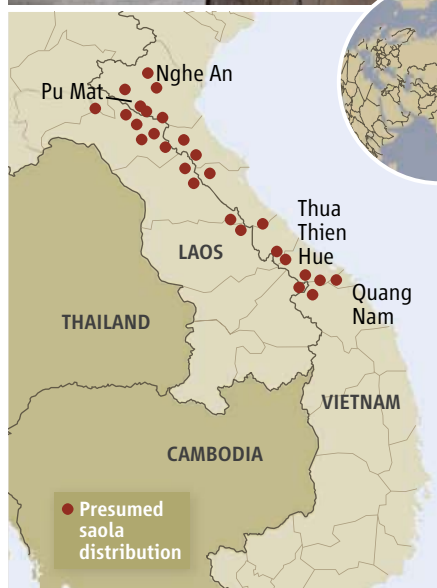 Nghe An
Pu Mat
Thua
Thien
Hue
LAOS
Quang
Nam
THAILAND
VIETNAM
CAMBODIA
Presumed
saola
distribution